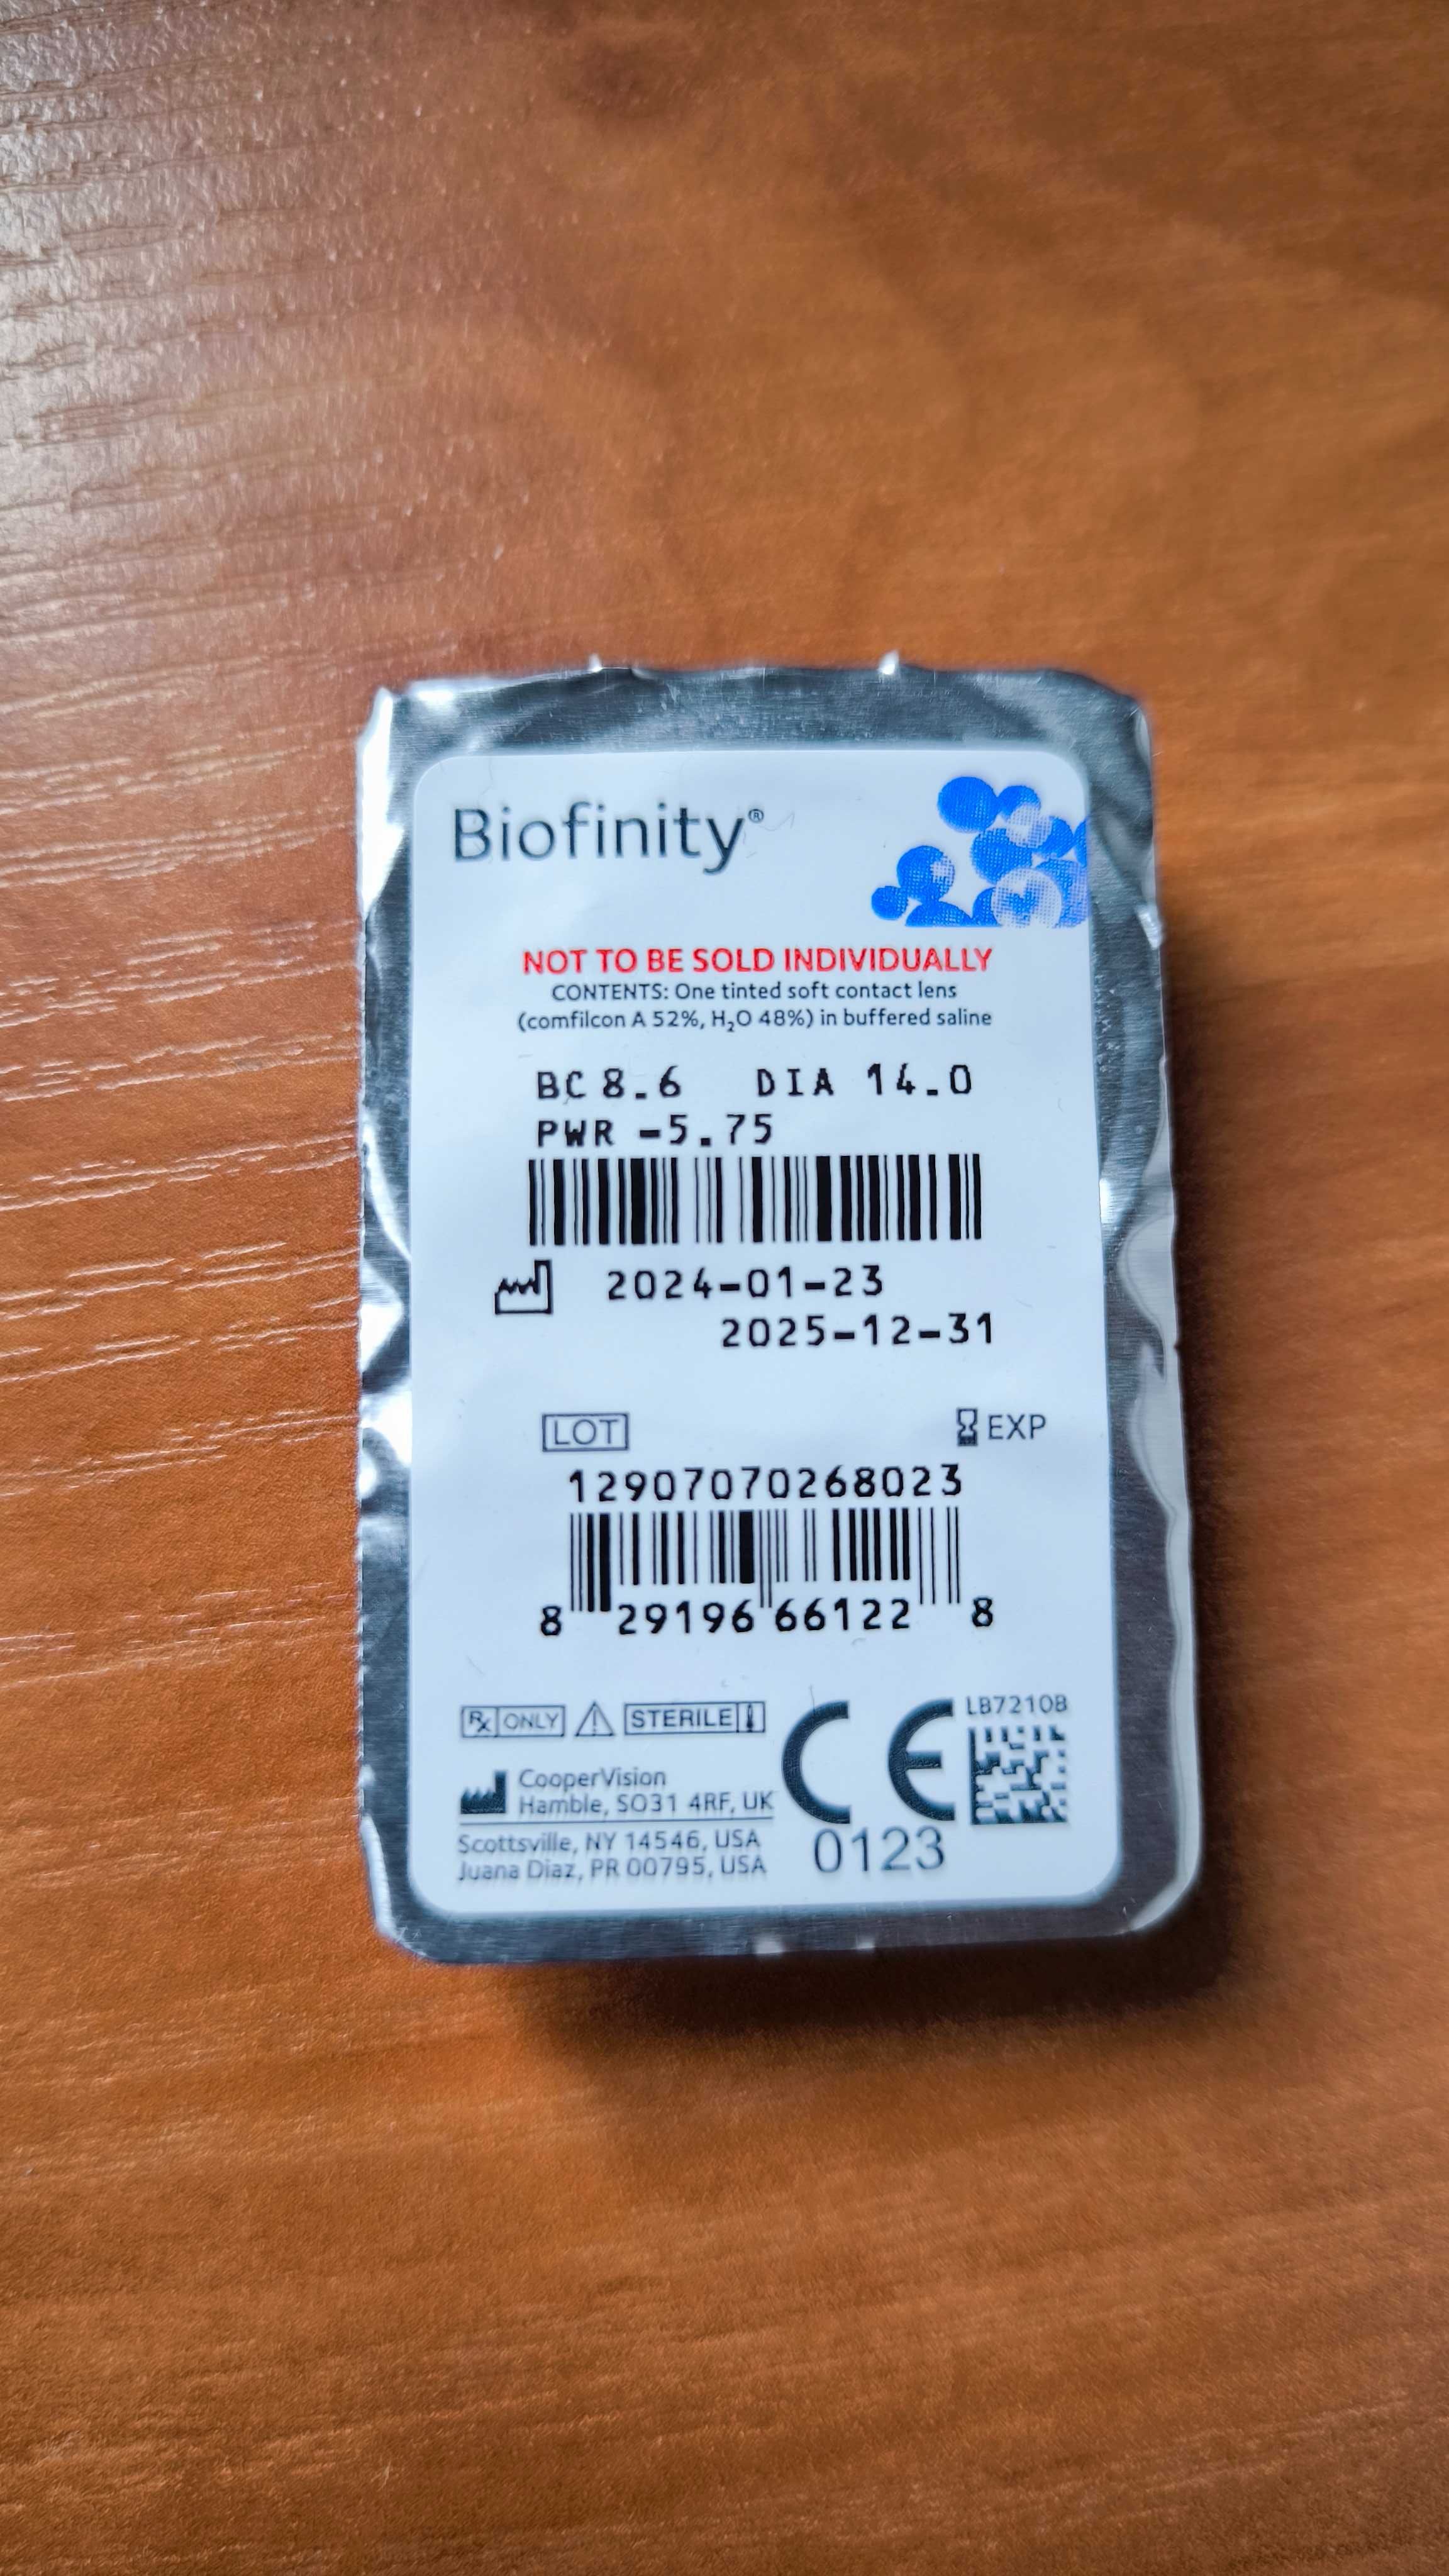 Biofinity®
NOT TO BE SOLD INDIVIDUALLY
CONTENTS: One tinted soft contact lens
(comfilcon A 52%, H₂O 48%) in buffered saline
BC 8.6 DIA 14.0
PWR -5.75
2024-01-23
2025-12-31
LOT EXP
12907070268023
8 29196 66122 8
Rx ONLY STERILE
LB7210B
CooperVision
Hamble, SO31 4RF, UK
Scottsville, NY 14546, USA
Juana Diaz, PR 00795, USA
CE
0123